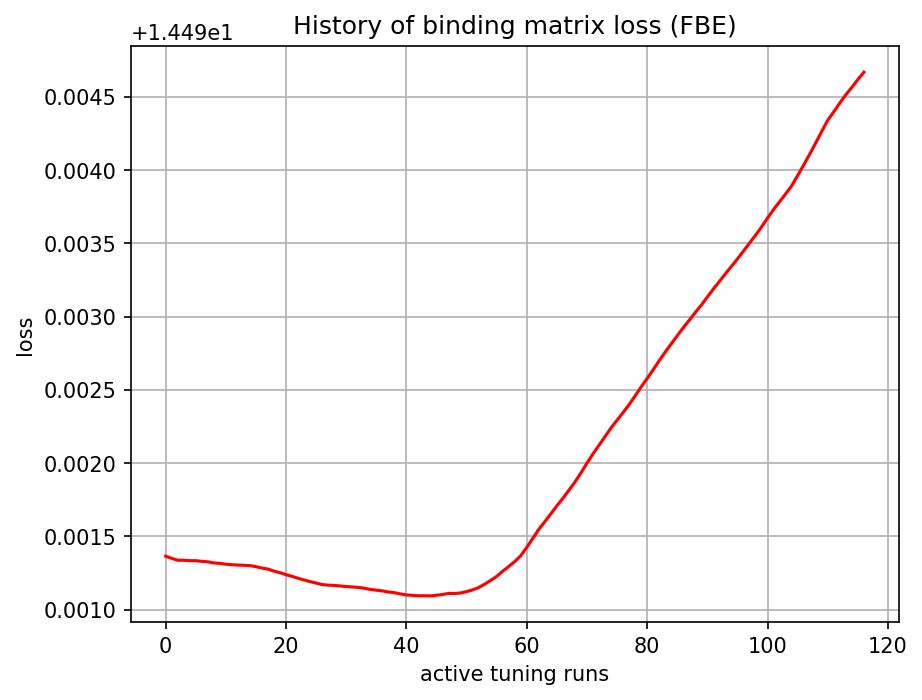 History of binding matrix loss (FBE)
+1.449e1
0.0045
0.0040
0.0035
0.0030
0.0025
0.0020
0.0015
0.0010
loss
0 20 40 60 80 100 120
active tuning runs